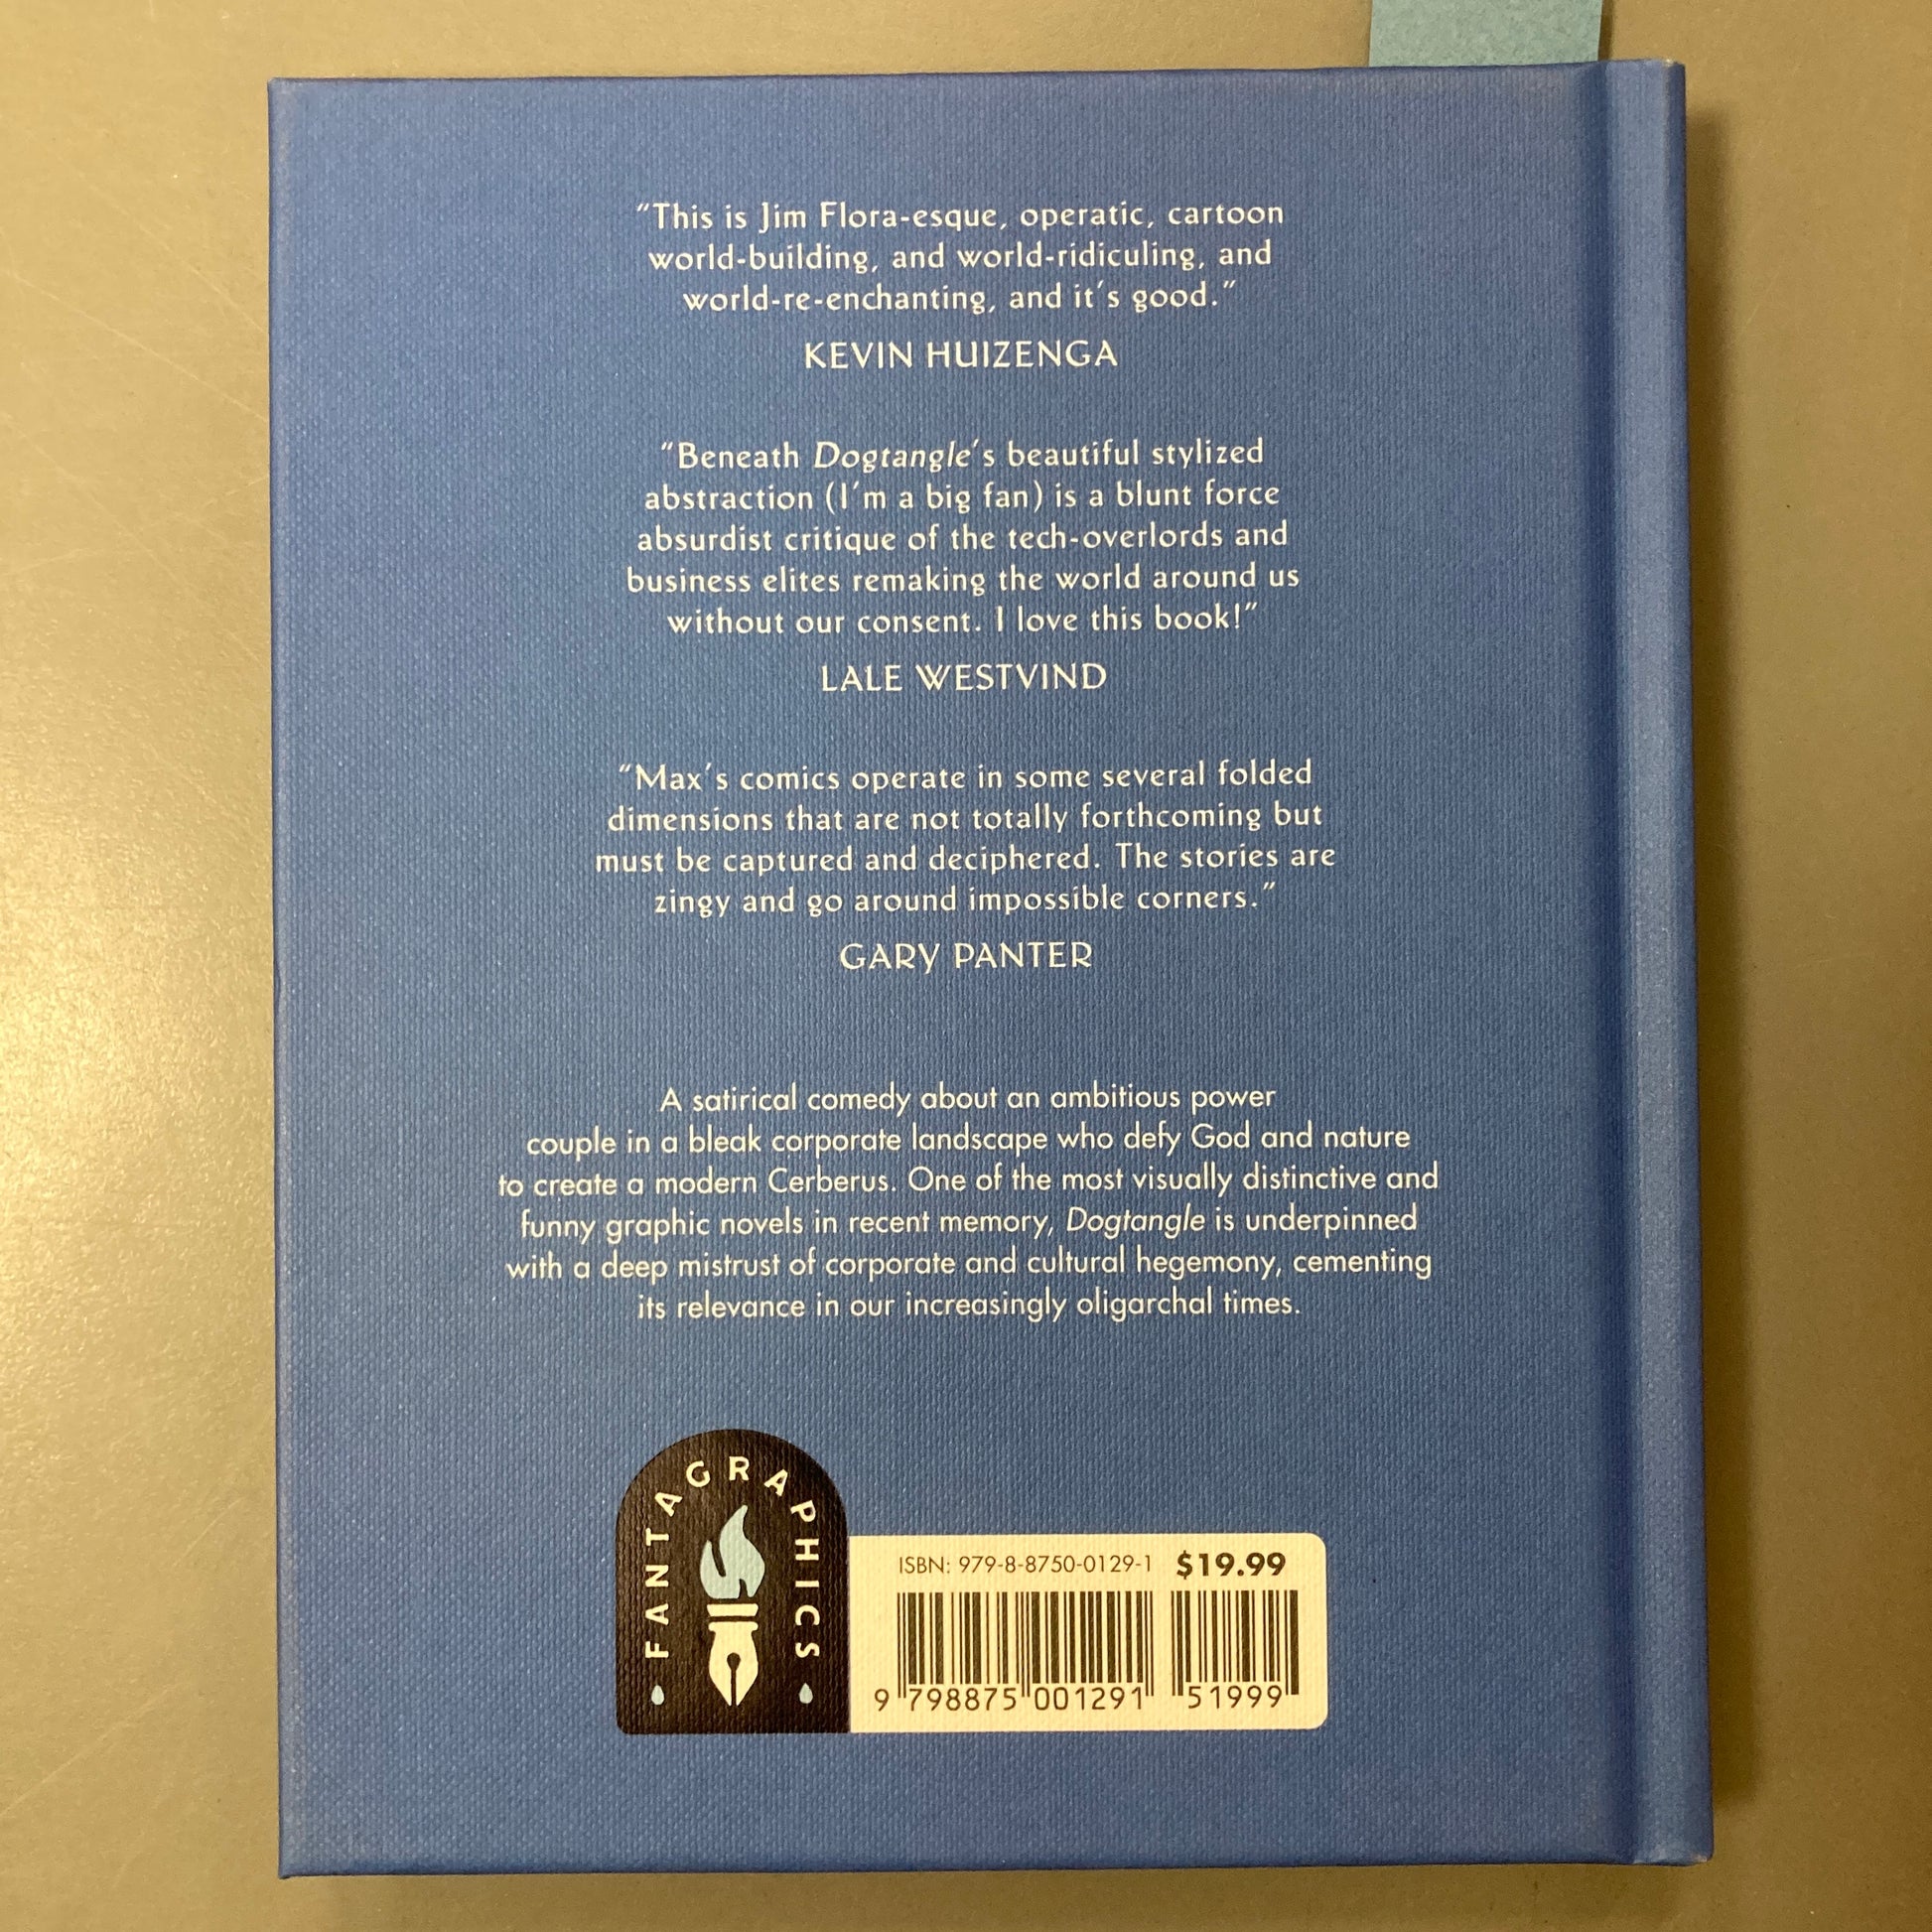 “This is Jim Flora-esque, operatic, cartoon
world-building, and world-ridiculing, and
world-re-enchanting, and it's good.”
KEVIN HUIZENGA
“Beneath Dogtangle's beautiful stylized
abstraction (I'm a big fan) is a blunt force
absurdist critique of the tech-overlords and
business elites remaking the world around us
without our consent. I love this book!”
LALE WESTVIND
“Max's comics operate in some several folded
dimensions that are not totally forthcoming but
must be captured and deciphered. The stories are
zingy and go around impossible corners.”
GARY PANTER
A satirical comedy about an ambitious power
couple in a bleak corporate landscape who defy God and nature
to create a modern Cerberus. One of the most visually distinctive and
funny graphic novels in recent memory, Dogtangle is underpinned
with a deep mistrust of corporate and cultural hegemony, cementing
its relevance in our increasingly oligarchal times.
FANTAGRAPHICS
ISBN: 979-8-8750-0129-1 $19.99
9 798875 001291 51999